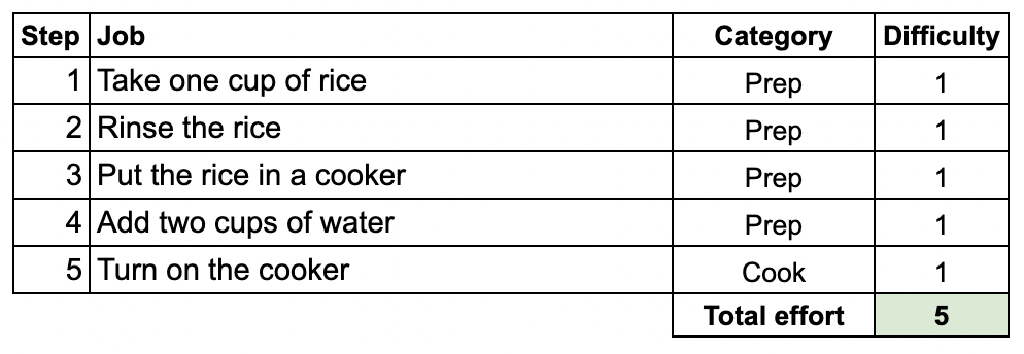 Step Job Category Difficulty
1 Take one cup of rice Prep 1
2 Rinse the rice Prep 1
3 Put the rice in a cooker Prep 1
4 Add two cups of water Prep 1
5 Turn on the cooker Cook 1
Total effort 5